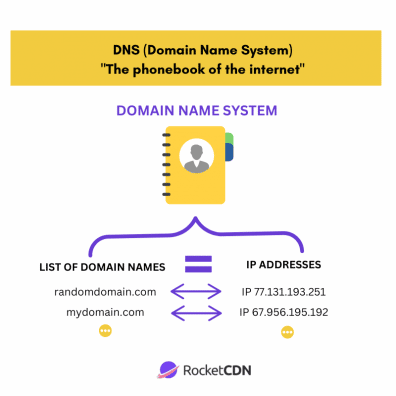 DNS (Domain Name System)
"The phonebook of the internet"
DOMAIN NAME SYSTEM
LIST OF DOMAIN NAMES
IP ADDRESSES
randomdomain.com
IP 77.131.193.251
mydomain.com
IP 67.956.195.192
RocketCDN